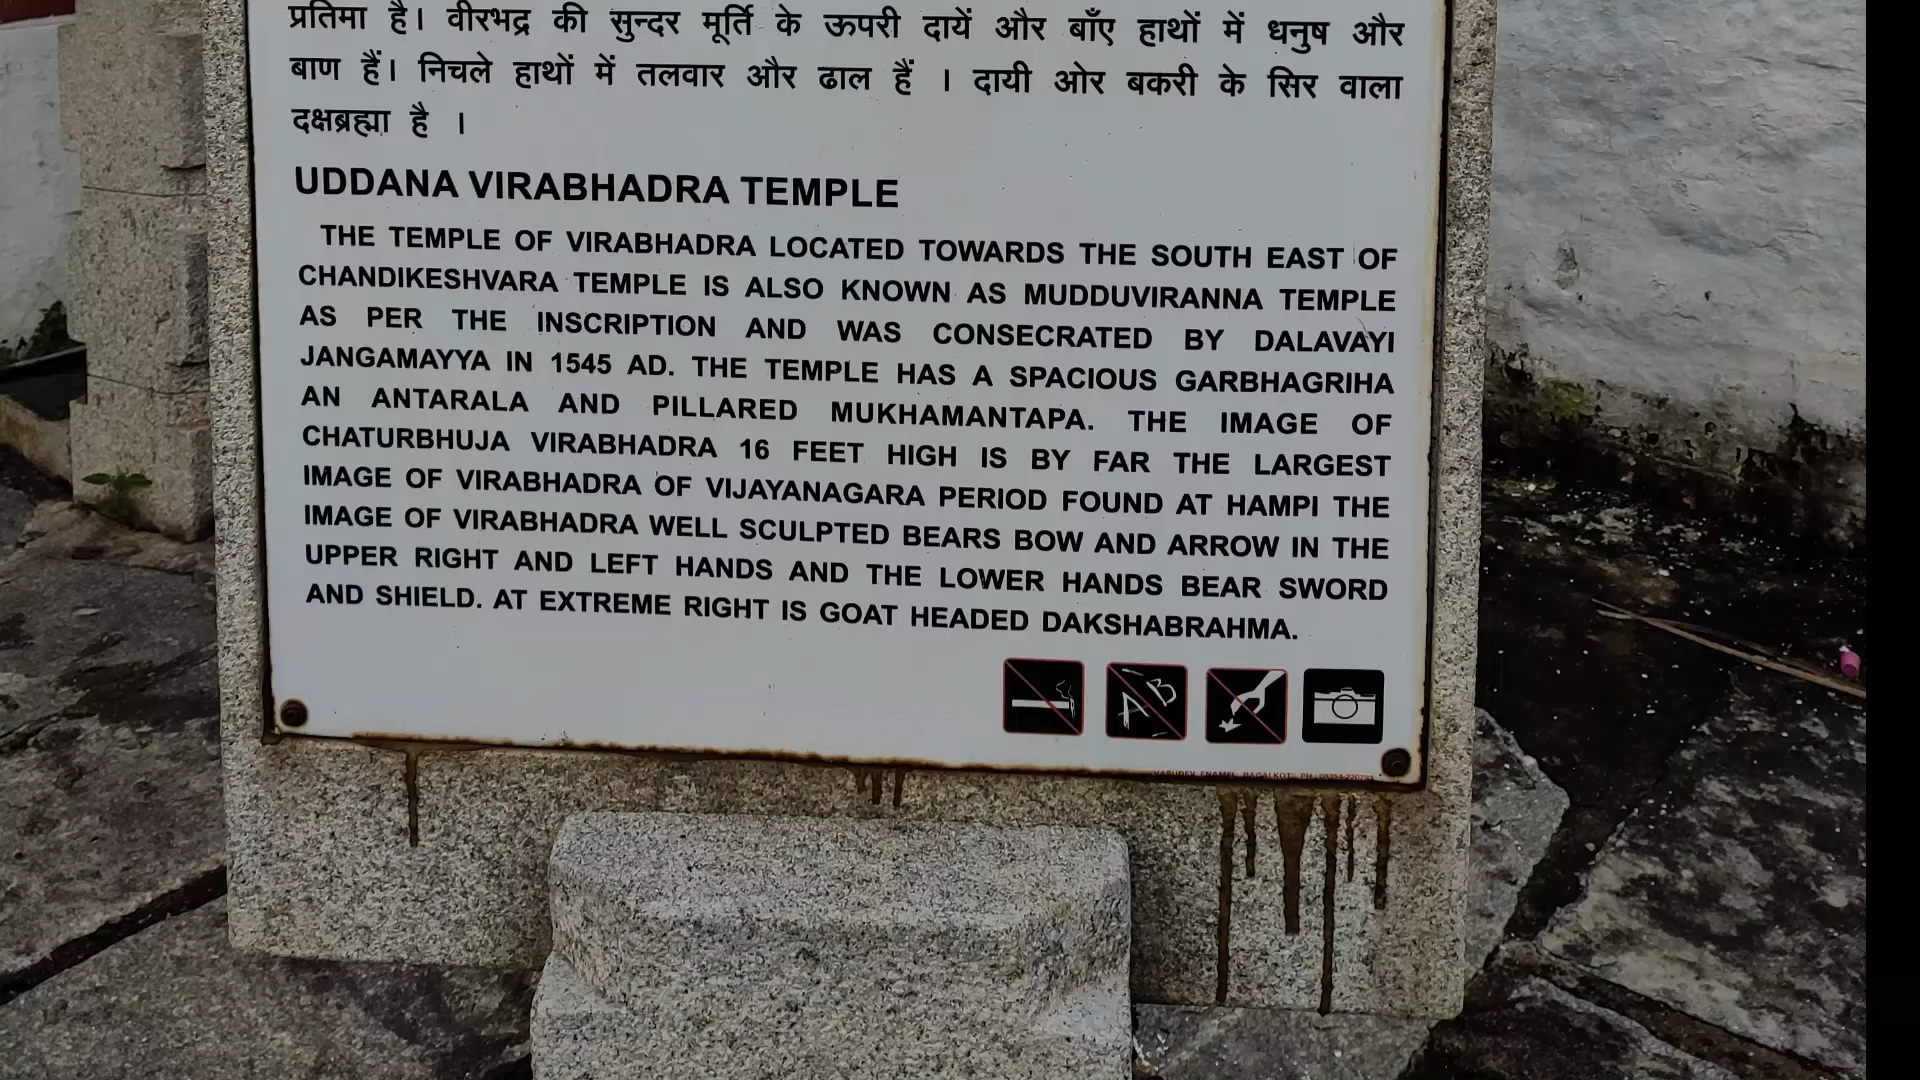 प्रतिमा है। वीरभद्र की सुन्दर मूर्ति के ऊपरी दायें और बाँए हाथों में धनुष और
बाण हैं। निचले हाथों में तलवार और ढाल हैं । दायी ओर बकरी के सिर वाला
दक्षब्रह्मा है ।
UDDANA VIRABHADRA TEMPLE
THE TEMPLE OF VIRABHADRA LOCATED TOWARDS THE SOUTH EAST OF
CHANDIKESHVARA TEMPLE IS ALSO KNOWN AS MUDDUVIRANNA TEMPLE
AS PER THE INSCRIPTION AND WAS CONSECRATED BY DALAVAYI
JANGAMAYYA IN 1545 AD. THE TEMPLE HAS A SPACIOUS GARBHAGRIHA
AN ANTARALA AND PILLARED MUKHAMANTAPA. THE IMAGE OF
CHATURBHUJA VIRABHADRA 16 FEET HIGH IS BY FAR THE LARGEST
IMAGE OF VIRABHADRA OF VIJAYANAGARA PERIOD FOUND AT HAMPI THE
IMAGE OF VIRABHADRA WELL SCULPTED BEARS BOW AND ARROW IN THE
UPPER RIGHT AND LEFT HANDS AND THE LOWER HANDS BEAR SWORD
AND SHIELD. AT EXTREME RIGHT IS GOAT HEADED DAKSHABRAHMA.
A B
VASUDEV ENAMEL BAGALKOT PH